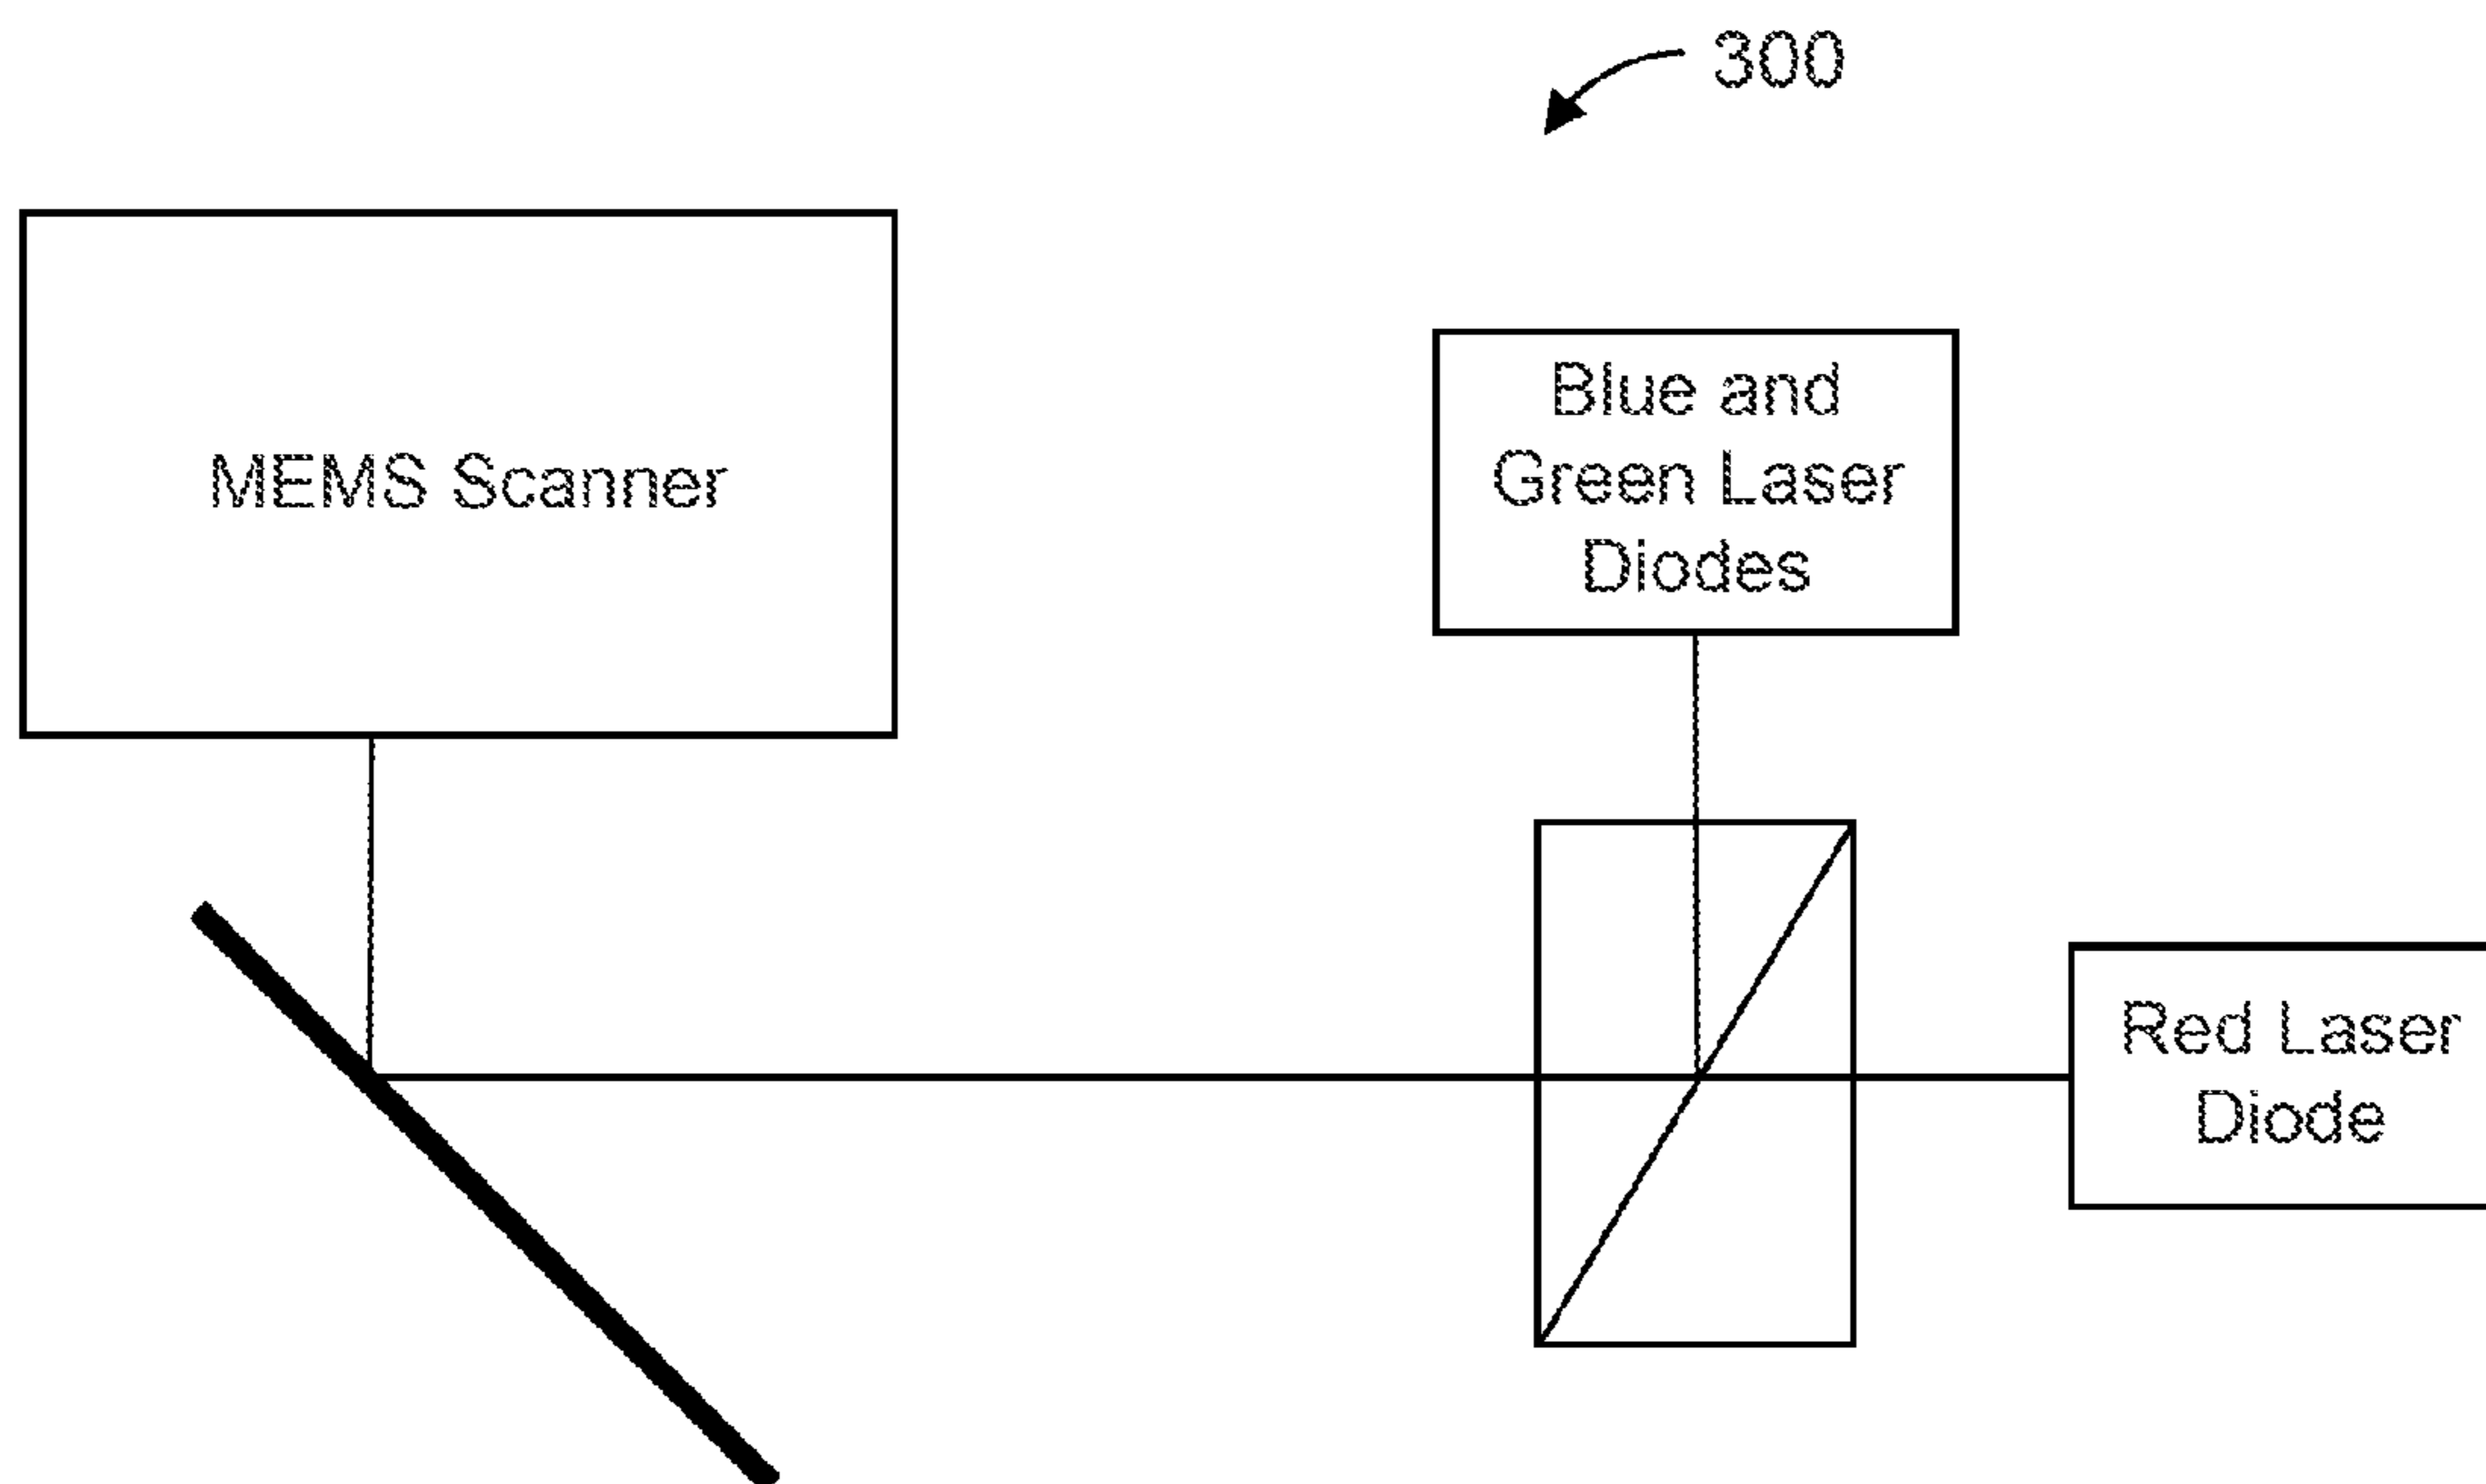 300
MEMS Scanner
Blue and
Green Laser
Diodes
Red Laser
Diode